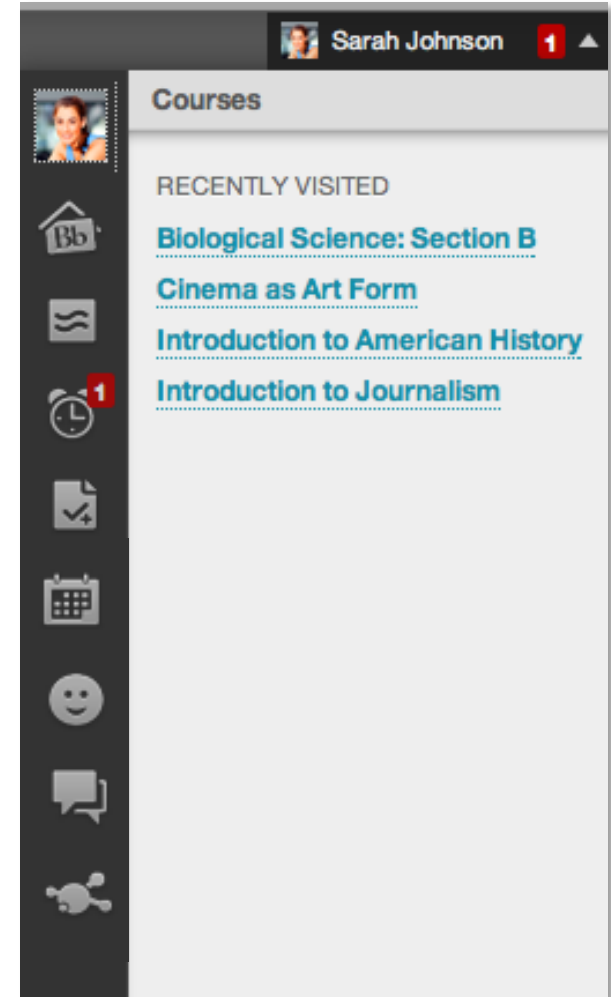 Sarah Johnson 1
Courses
RECENTLY VISITED
Bb
Biological Science: Section B
Cinema as Art Form
Introduction to American History
1
Introduction to Journalism